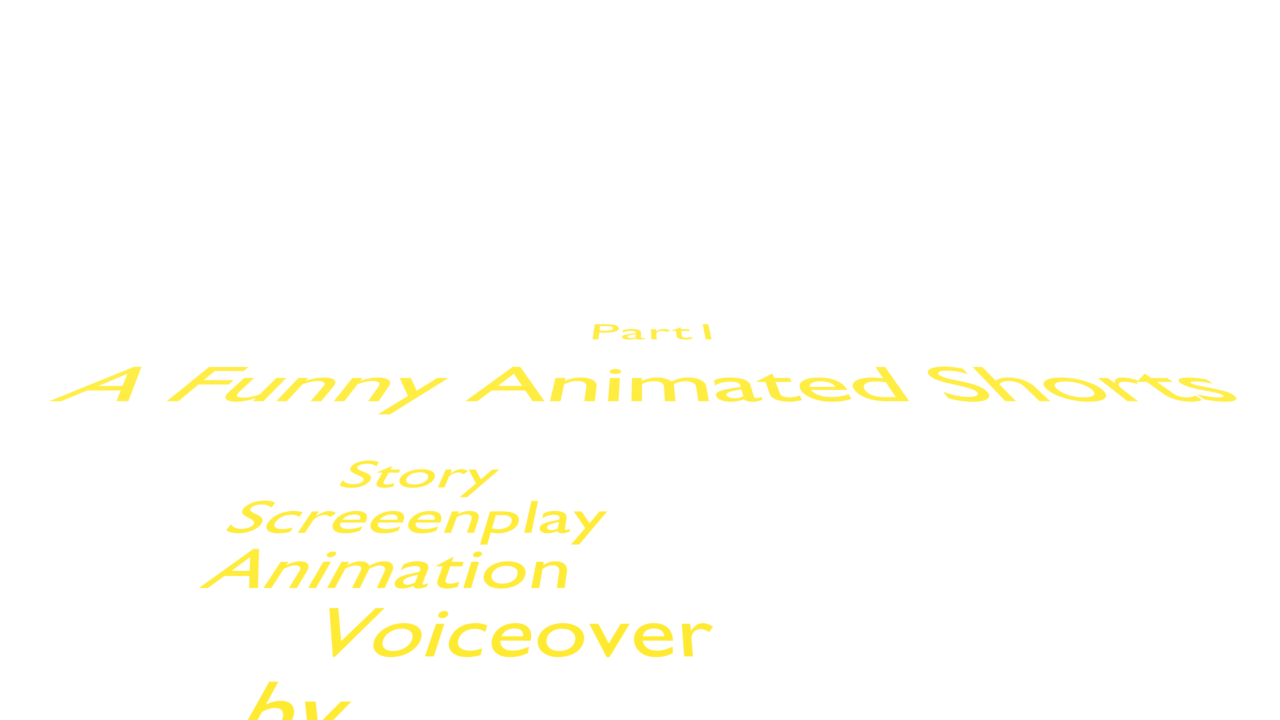 Part I
A Funny Animated Shorts
Story
Screeenplay
Animation
Voiceover
by